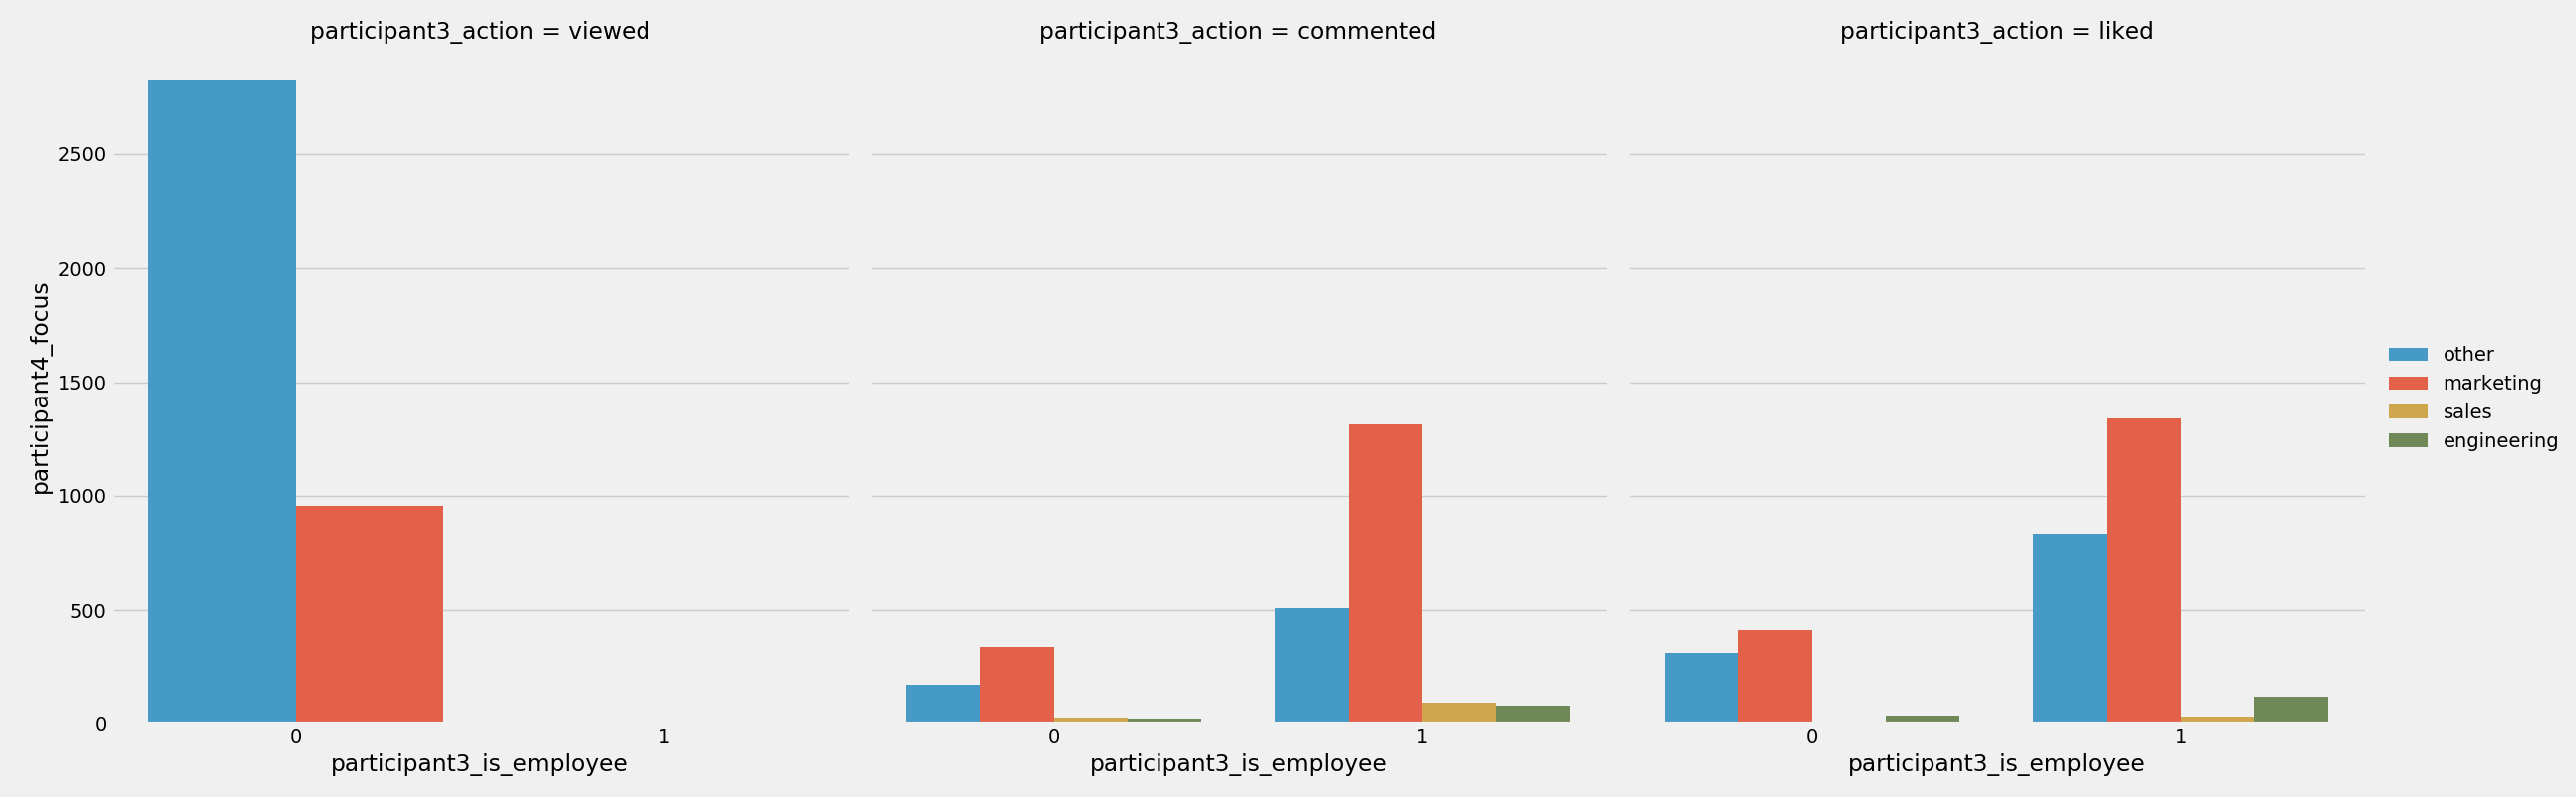 participant3_action = viewed
participant3_action = commented
participant3_action = liked
participant4_focus
2500
2000
1500
1000
500
0
0 1
0 1
0 1
participant3_is_employee
participant3_is_employee
participant3_is_employee
other
marketing
sales
engineering